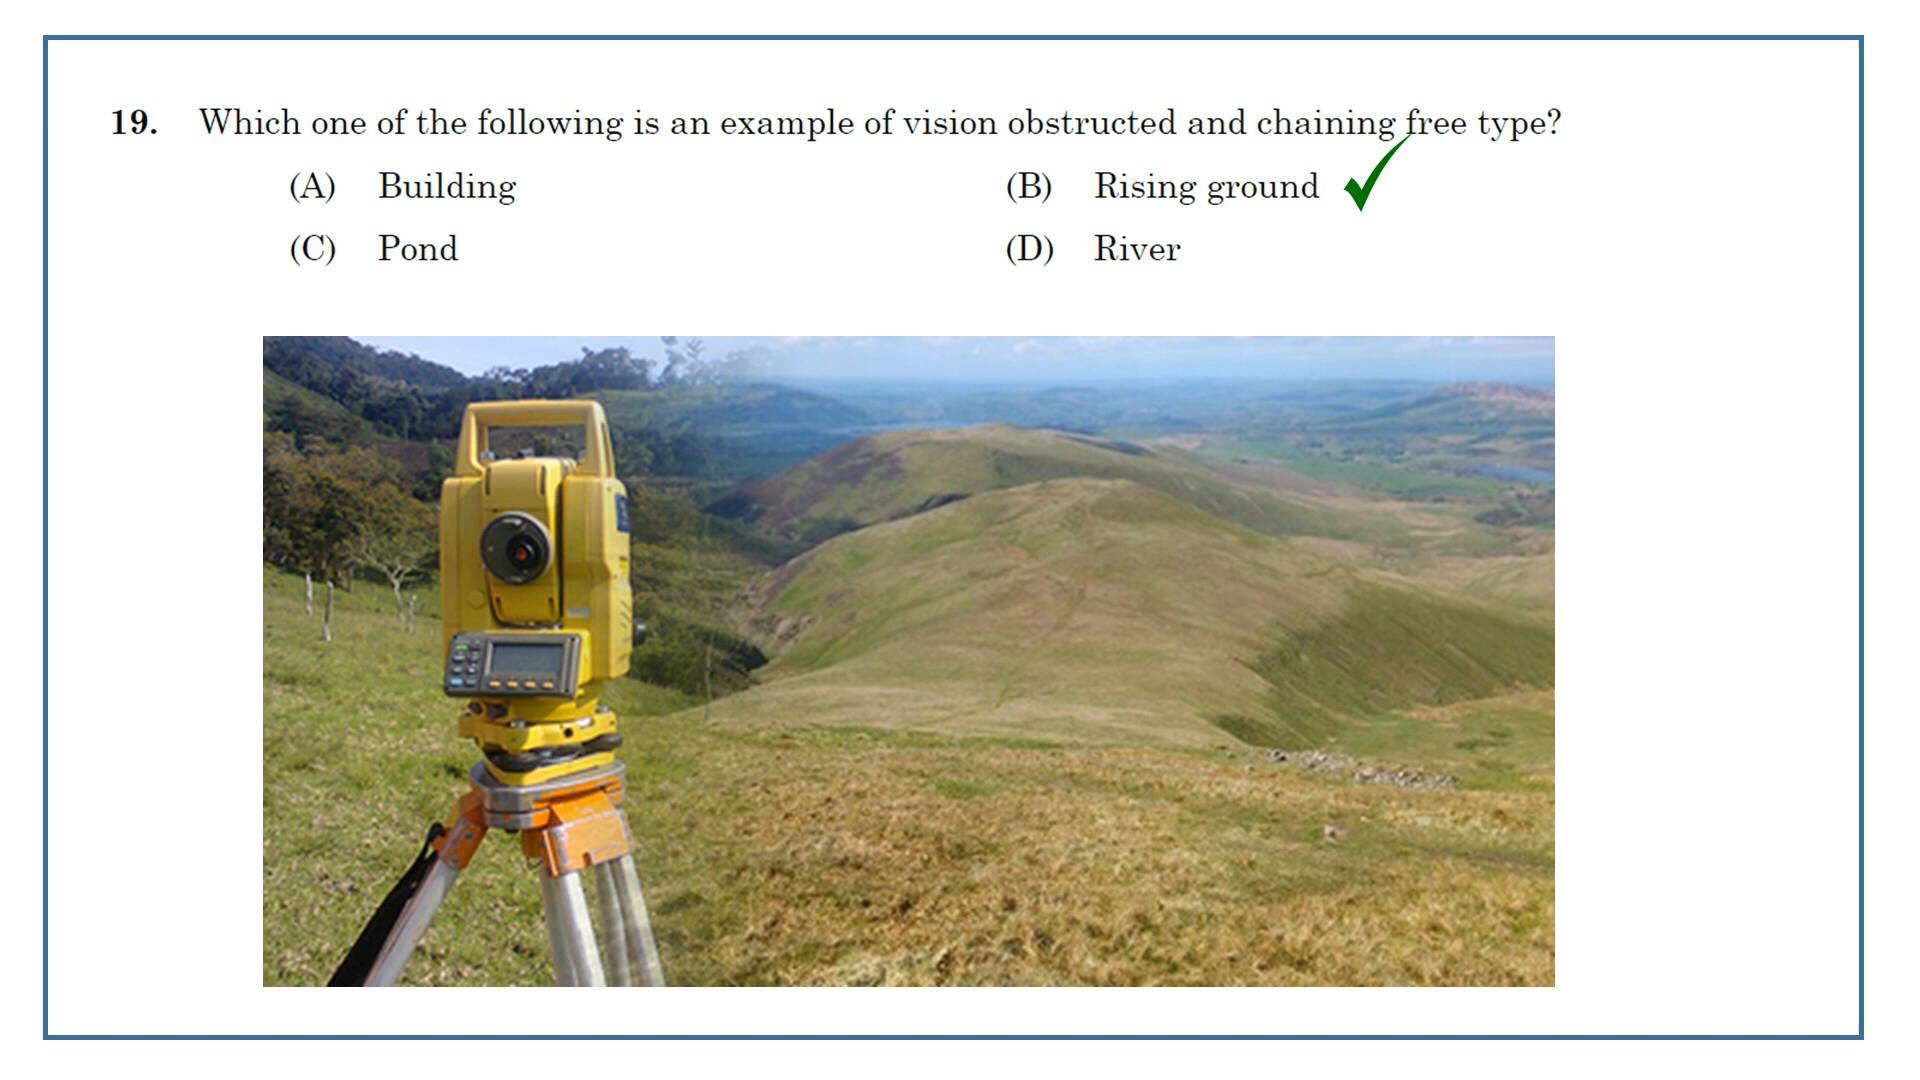 19. Which one of the following is an example of vision obstructed and chaining free type?
(A) Building (B) Rising ground
(C) Pond (D) River